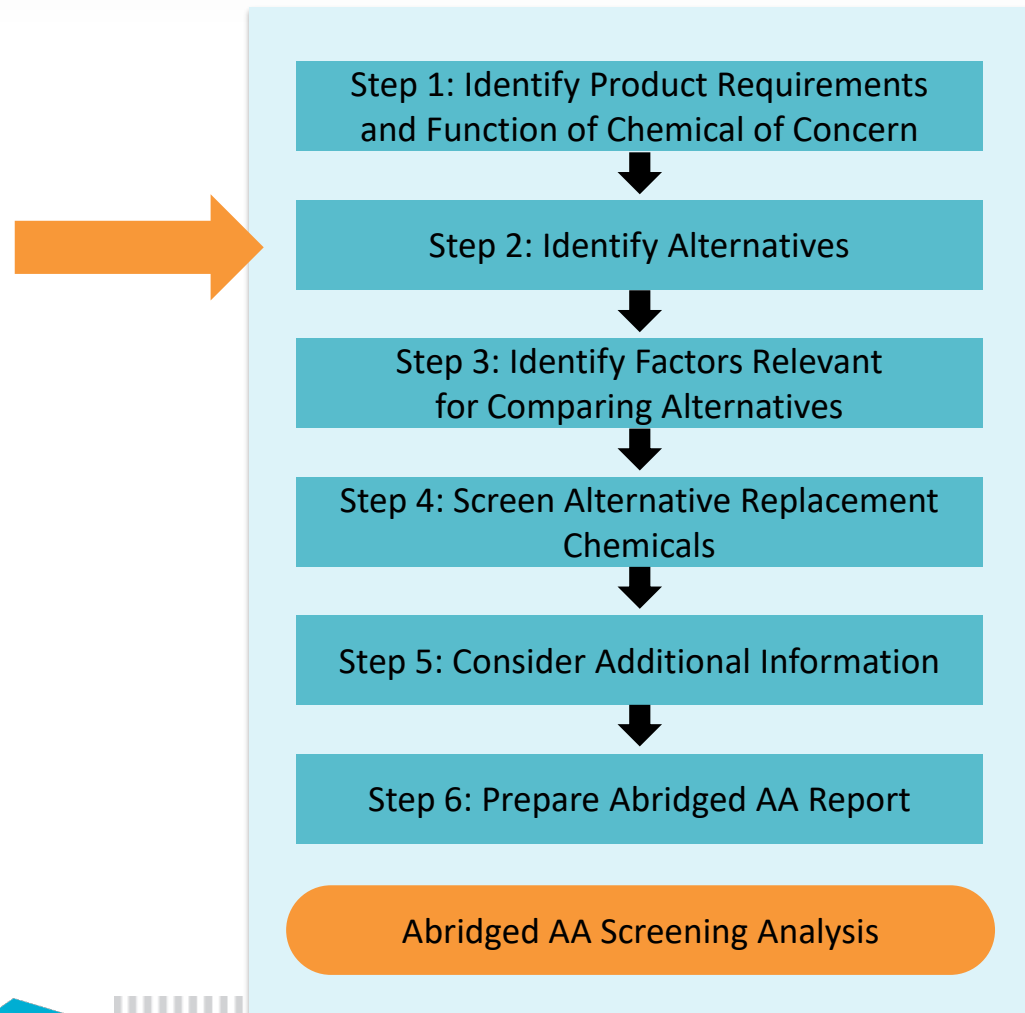 Step 1: Identify Product Requirements
and Function of Chemical of Concern
Step 2: Identify Alternatives
Step 3: Identify Factors Relevant
for Comparing Alternatives
Step 4: Screen Alternative Replacement
Chemicals
Step 5: Consider Additional Information
Step 6: Prepare Abridged AA Report
Abridged AA Screening Analysis